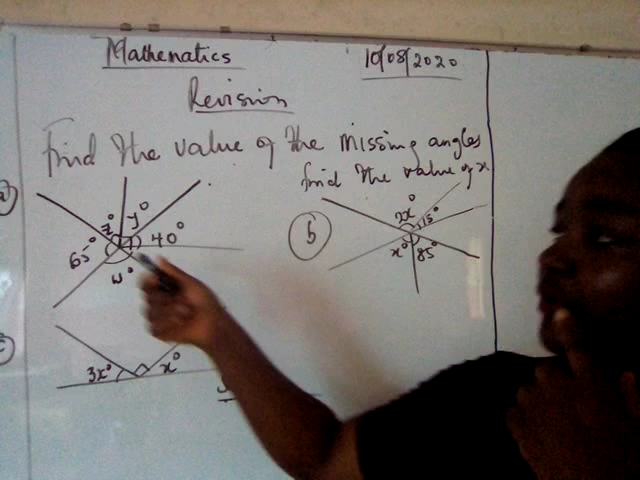 Mathematics
10/08/2020
Revision
Find the value of the missing angles
find the value of x
a)
z° y°
65° 40°
w°
b
2x° 15°
x° 85°
c
3x° x°